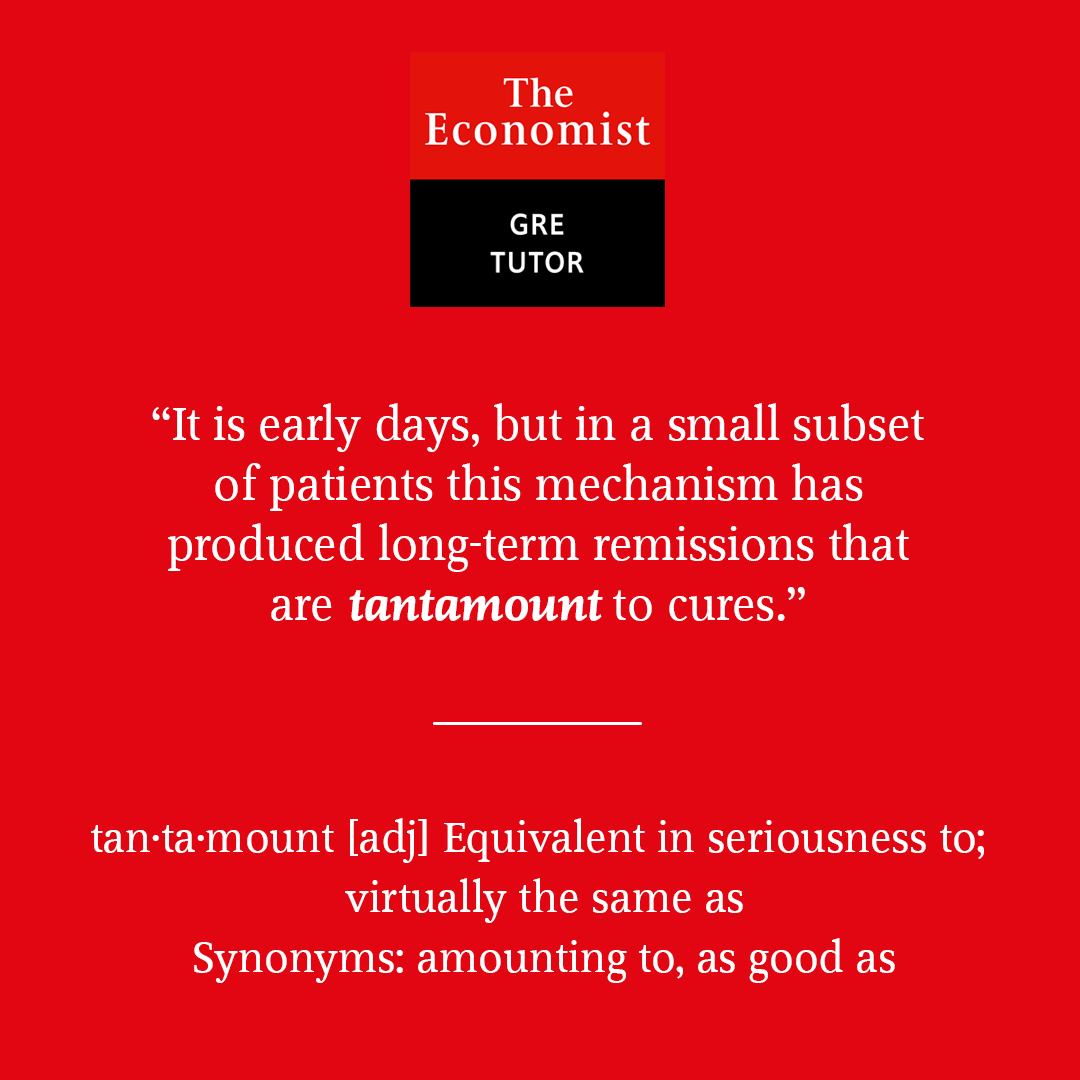 The
Economist
GRE
TUTOR
“It is early days, but in a small subset
of patients this mechanism has
produced long-term remissions that
are tantamount to cures.”
tan·ta·mount [adj] Equivalent in seriousness to;
virtually the same as
Synonyms: amounting to, as good as